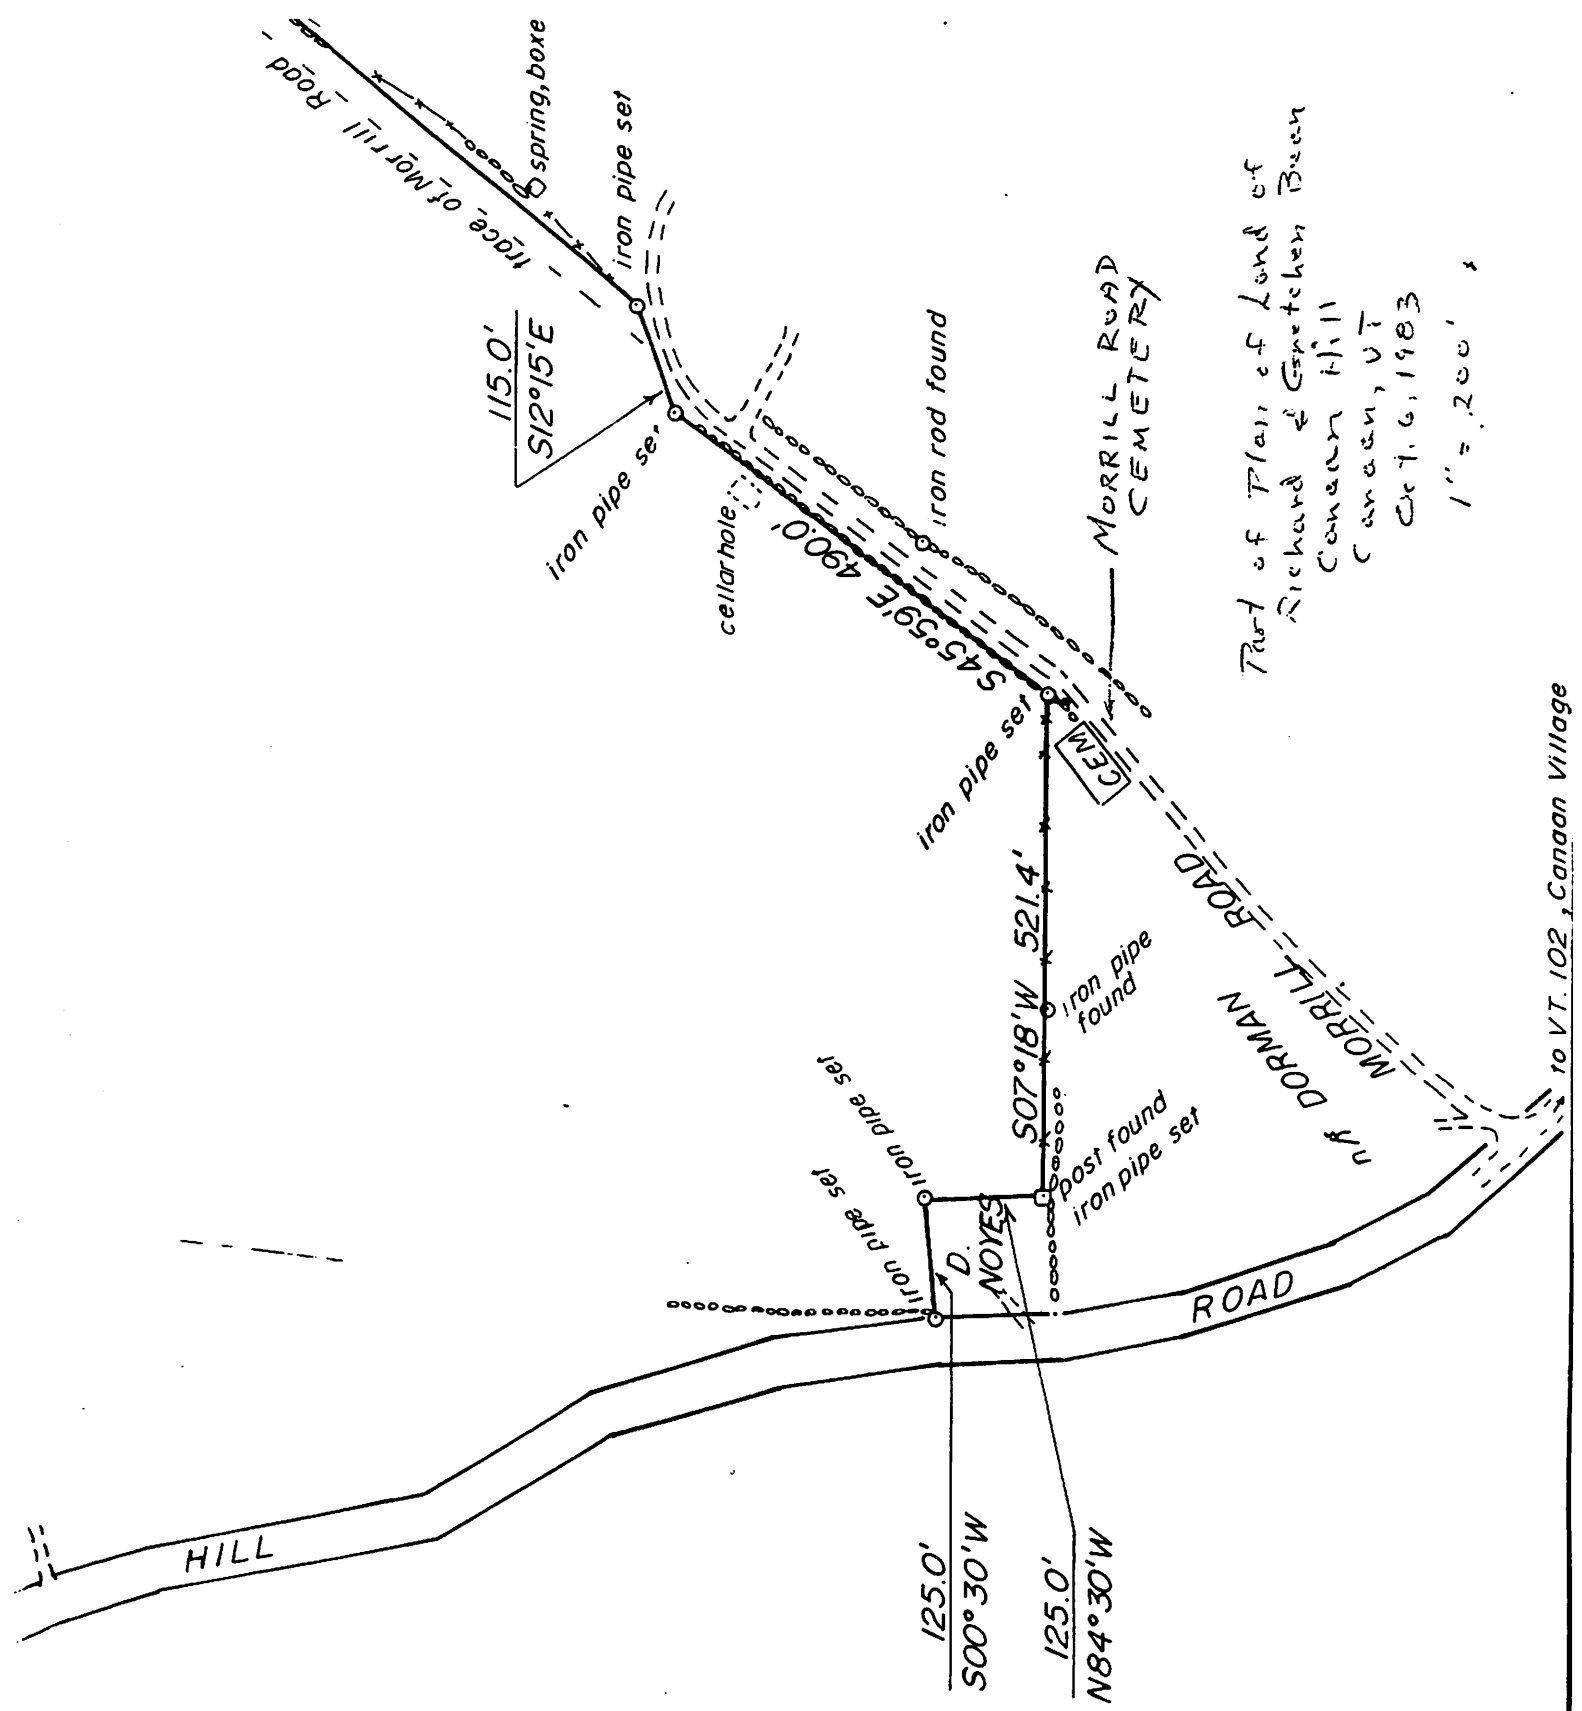 trace of Morrill Road
spring, boxe
iron pipe set
115.0'
S12°15'E
iron pipe set
cellarhole
S45°59'E 490.0'
iron rod found
iron pipe set
MORRILL ROAD
CEMETERY
CEM
Part of Plan of Land of
Richard & Gretchen Bean
Canaan Hill
Canaan, VT
Oct. 6, 1983
1" = 200'
S07°18'W 521.4'
iron pipe
found
MORRILL ROAD
n/f DORMAN
to VT. 102, Canaan Village
iron pipe set
iron pipe set
post found
iron pipe set
D.
NOYES
HILL
ROAD
125.0'
S00°30'W
125.0'
N84°30'W